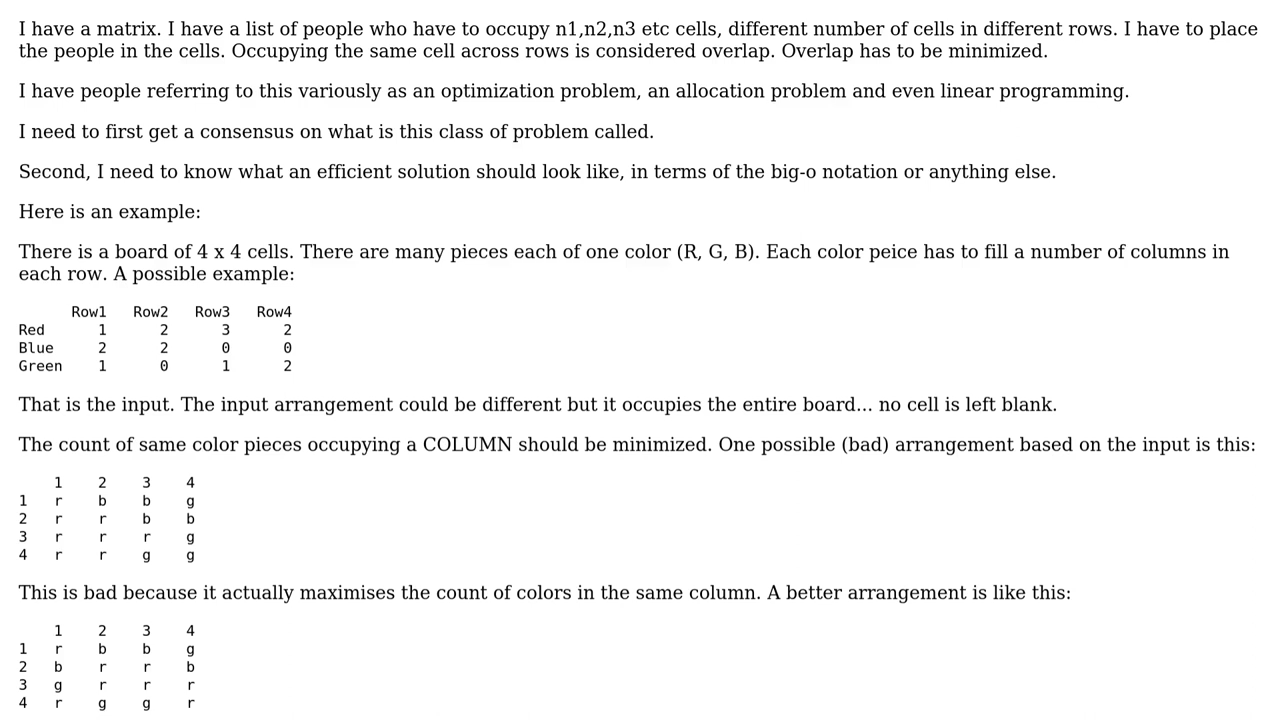 I have a matrix. I have a list of people who have to occupy n1,n2,n3 etc cells, different number of cells in different rows. I have to place
the people in the cells. Occupying the same cell across rows is considered overlap. Overlap has to be minimized.
I have people referring to this variously as an optimization problem, an allocation problem and even linear programming.
I need to first get a consensus on what is this class of problem called.
Second, I need to know what an efficient solution should look like, in terms of the big-o notation or anything else.
Here is an example:
There is a board of 4 x 4 cells. There are many pieces each of one color (R, G, B). Each color peice has to fill a number of columns in
each row. A possible example:
Row1 Row2 Row3 Row4
Red 1 2 3 2
Blue 2 2 0 0
Green 1 0 1 2
That is the input. The input arrangement could be different but it occupies the entire board... no cell is left blank.
The count of same color pieces occupying a COLUMN should be minimized. One possible (bad) arrangement based on the input is this:
1 2 3 4
1 r b b g
2 r r b b
3 r r r g
4 r r g g
This is bad because it actually maximises the count of colors in the same column. A better arrangement is like this:
1 2 3 4
1 r b b g
2 b r r b
3 g r r r
4 r g g r